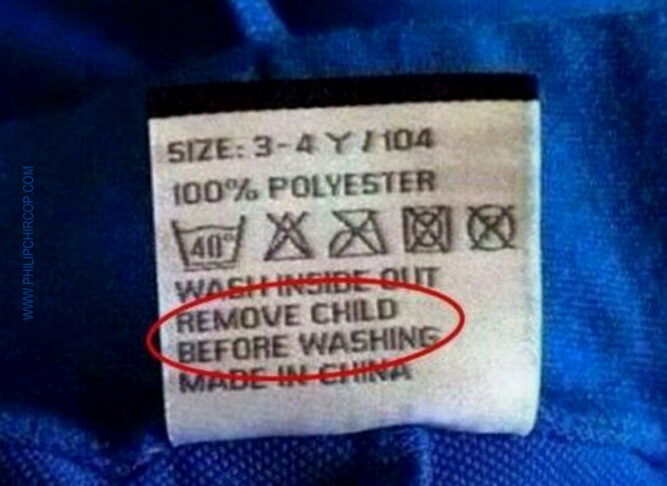 SIZE: 3-4 Y / 104
100% POLYESTER
40°
WASH INSIDE OUT
REMOVE CHILD
BEFORE WASHING
MADE IN CHINA
WWW.PHILIPCHIRCOP.COM